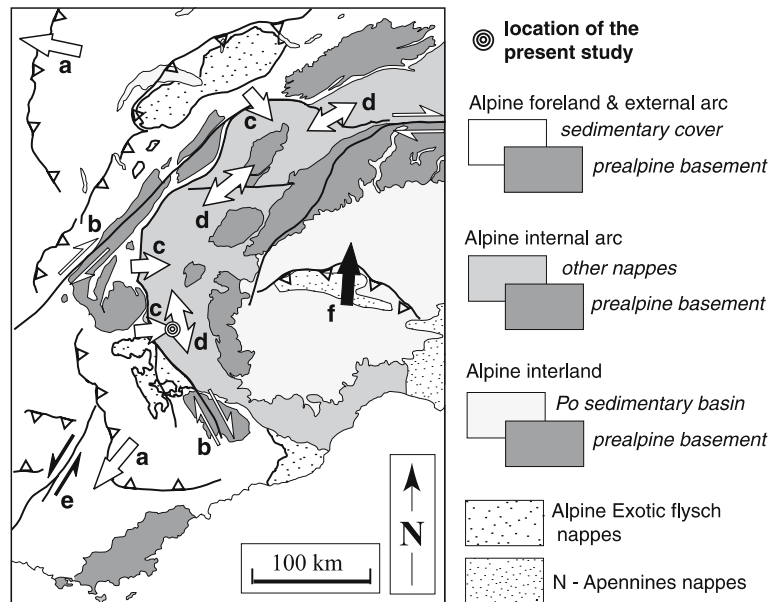 a
c
d
b
d
c
f
c
d
a
b
e
100 km
N
location of the
present study
Alpine foreland & external arc
sedimentary cover
prealpine basement
Alpine internal arc
other nappes
prealpine basement
Alpine interland
Po sedimentary basin
prealpine basement
Alpine Exotic flysch
nappes
N - Apennines nappes